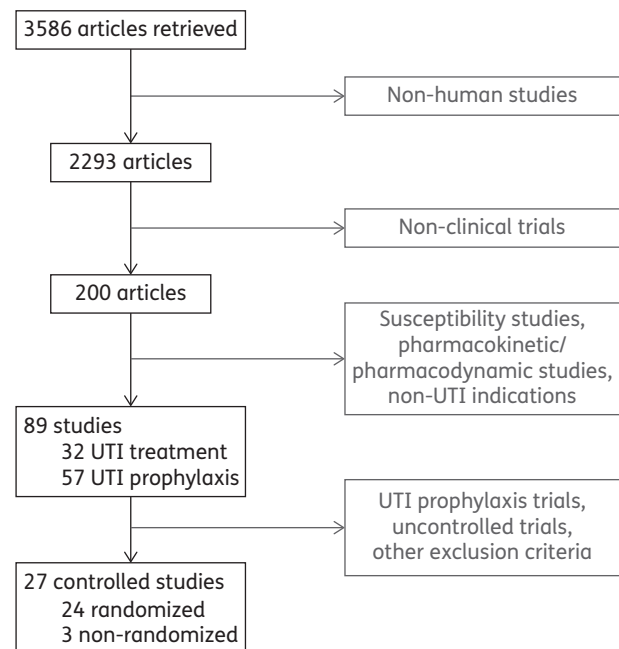 3586 articles retrieved
Non-human studies
2293 articles
Non-clinical trials
200 articles
Susceptibility studies,
pharmacokinetic/
pharmacodynamic studies,
non-UTI indications
89 studies
32 UTI treatment
57 UTI prophylaxis
UTI prophylaxis trials,
uncontrolled trials,
other exclusion criteria
27 controlled studies
24 randomized
3 non-randomized